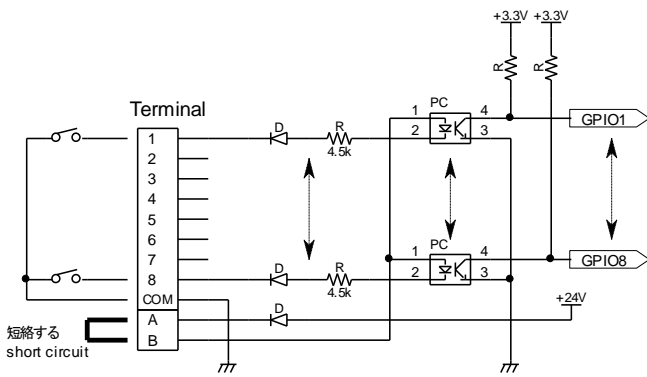 +3.3V +3.3V
R R
Terminal
PC
1 4
2 3
GPIO1
D
R
4.5k
1
2
3
4
5
6
7
8
COM
A
B
PC
1 4
2 3
GPIO8
D
R
4.5k
D
+24V
短絡する
short circuit